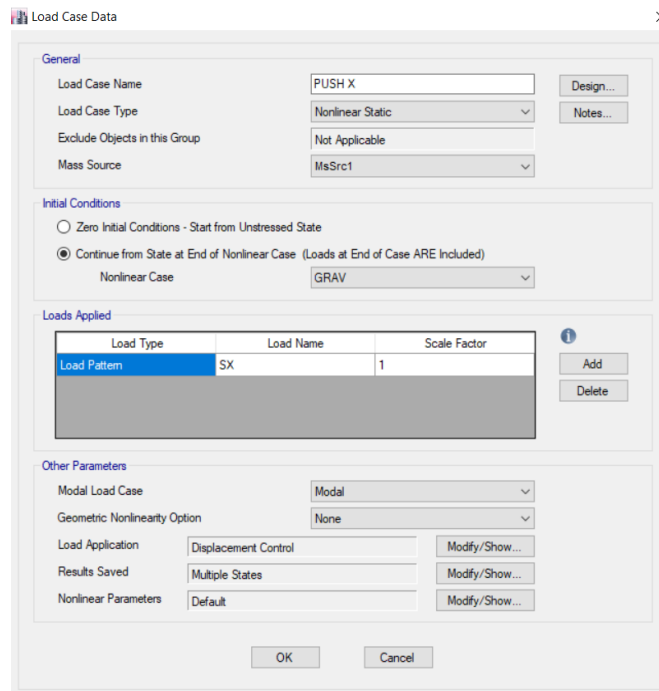 Load Case Data
General
Load Case Name PUSH X Design...
Load Case Type Nonlinear Static Notes...
Exclude Objects in this Group Not Applicable
Mass Source MsSrc1
Initial Conditions
Zero Initial Conditions - Start from Unstressed State
Continue from State at End of Nonlinear Case (Loads at End of Case ARE Included)
Nonlinear Case GRAV
Loads Applied
Load Type Load Name Scale Factor
Load Pattern SX 1 Add
Delete
Other Parameters
Modal Load Case Modal
Geometric Nonlinearity Option None
Load Application Displacement Control Modify/Show...
Results Saved Multiple States Modify/Show...
Nonlinear Parameters Default Modify/Show...
OK Cancel